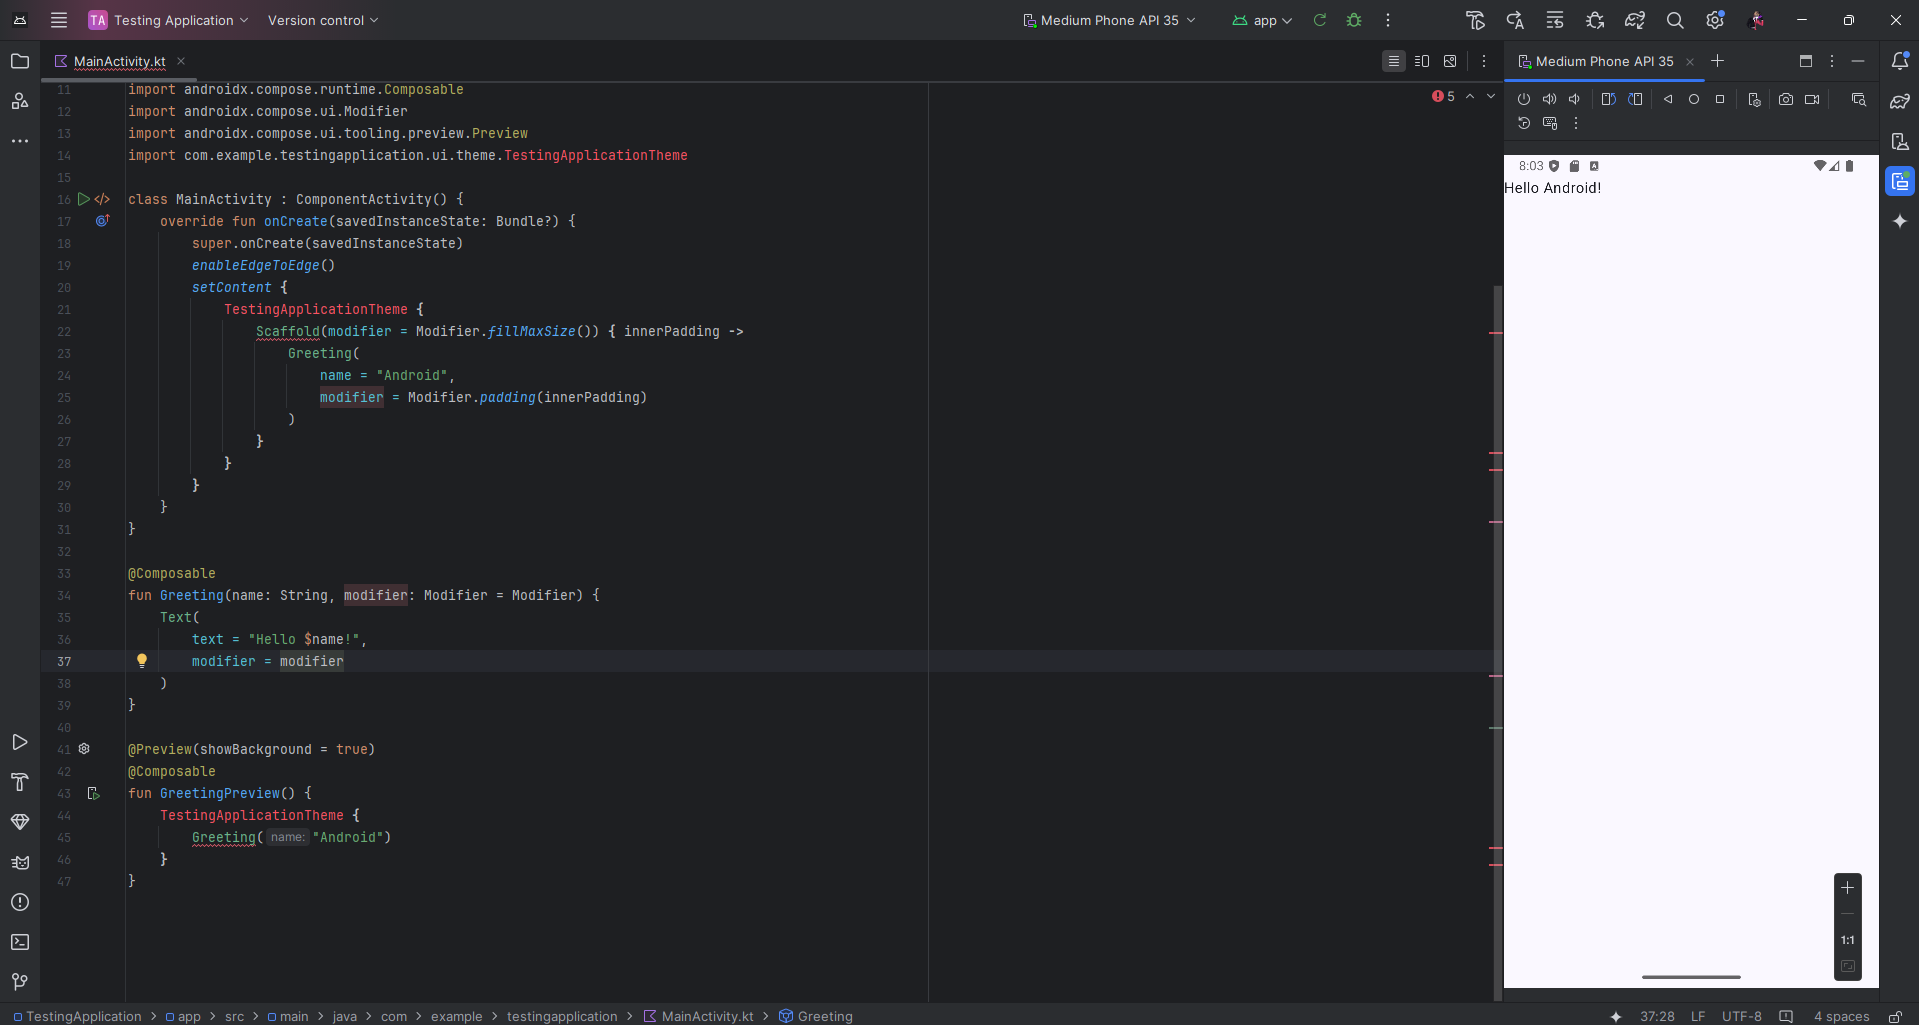 TA Testing Application Version control Medium Phone API 35 app
MainActivity.kt
Medium Phone API 35
5
11 import androidx.compose.runtime.Composable
12 import androidx.compose.ui.Modifier
13 import androidx.compose.ui.tooling.preview.Preview
14 import com.example.testingapplication.ui.theme.TestingApplicationTheme
15
16 class MainActivity : ComponentActivity() {
17 override fun onCreate(savedInstanceState: Bundle?) {
18 super.onCreate(savedInstanceState)
19 enableEdgeToEdge()
20 setContent {
21 TestingApplicationTheme {
22 Scaffold(modifier = Modifier.fillMaxSize()) { innerPadding ->
23 Greeting(
24 name = "Android",
25 modifier = Modifier.padding(innerPadding)
26 )
27 }
28 }
29 }
30 }
31 }
32
33 @Composable
34 fun Greeting(name: String, modifier: Modifier = Modifier) {
35 Text(
36 text = "Hello $name!",
37 modifier = modifier
38 )
39 }
40
41 @Preview(showBackground = true)
42 @Composable
43 fun GreetingPreview() {
44 TestingApplicationTheme {
45 Greeting( name: "Android")
46 }
47 }
8:03
Hello Android!
1:1
TestingApplication > app > src > main > java > com > example > testingapplication > MainActivity.kt > Greeting
37:28 LF UTF-8 4 spaces